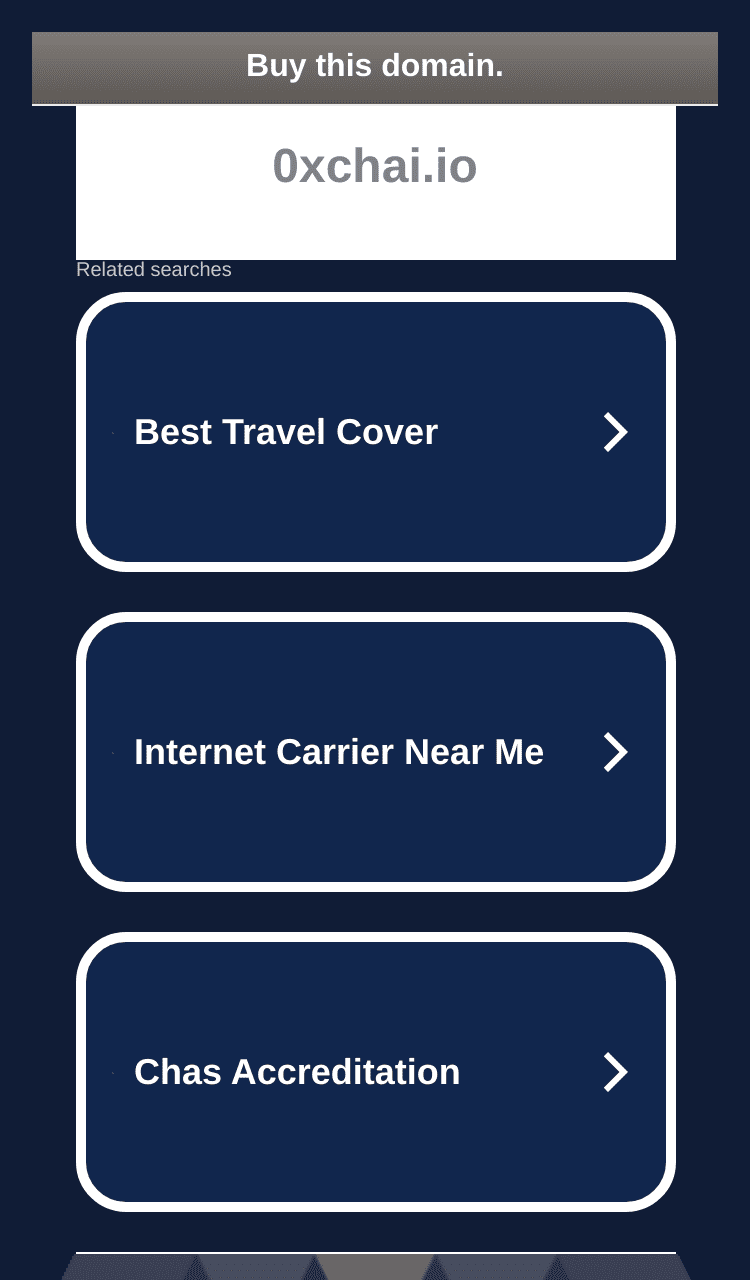 Buy this domain.
0xchai.io
Related searches
Best Travel Cover
Internet Carrier Near Me
Chas Accreditation